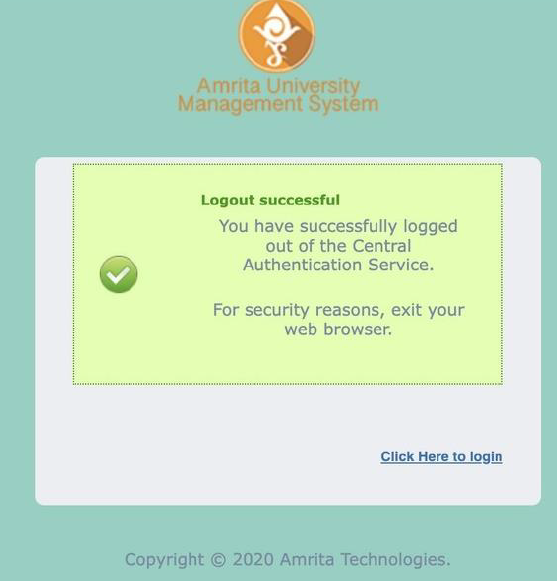 Amrita University
Management System
Logout successful
You have successfully logged
out of the Central
Authentication Service.
For security reasons, exit your
web browser.
Click Here to login
Copyright © 2020 Amrita Technologies.